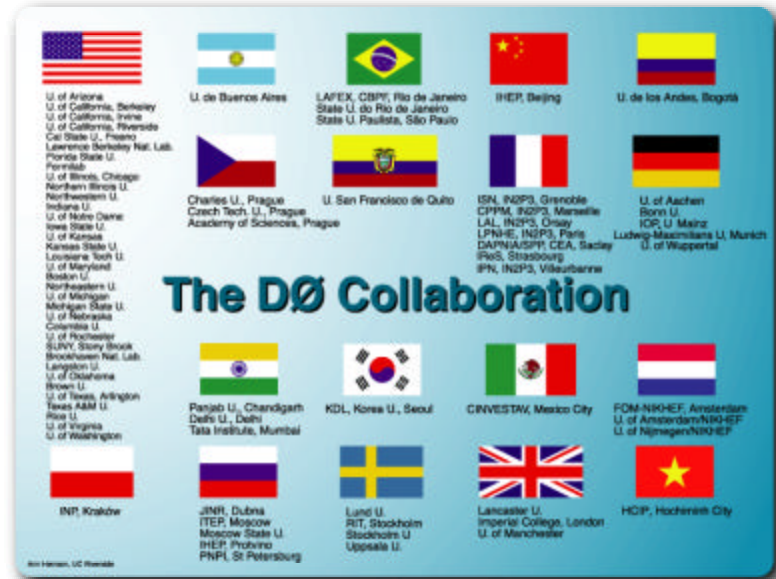 U. of Arizona
U. of California, Berkeley
U. of California, Irvine
U. of California, Riverside
Cal State U., Fresno
Lawrence Berkeley Nat. Lab.
Florida State U.
Fermilab
U. of Illinois, Chicago
Northern Illinois U.
Northwestern U.
Indiana U.
U. of Notre Dame
Iowa State U.
U. of Kansas
Kansas State U.
Louisiana Tech U.
U. of Maryland
Boston U.
Northeastern U.
U. of Michigan
Michigan State U.
U. of Nebraska
Columbia U.
U. of Rochester
SUNY, Stony Brook
Brookhaven Nat. Lab.
Langston U.
U. of Oklahoma
Brown U.
U. of Texas, Arlington
Texas A&M U.
Rice U.
U. of Virginia
U. of Washington
U. de Buenos Aires
LAFEX, CBPF, Rio de Janeiro
State U. do Rio de Janeiro
State U. Paulista, São Paulo
IHEP, Beijing
U. de los Andes, Bogotá
Charles U., Prague
Czech Tech. U., Prague
Academy of Sciences, Prague
U. San Francisco de Quito
ISN, IN2P3, Grenoble
CPPM, IN2P3, Marseille
LAL, IN2P3, Orsay
LPNHE, IN2P3, Paris
DAPNIA/SPP, CEA, Saclay
IReS, Strasbourg
IPN, IN2P3, Villeurbanne
U. of Aachen
Bonn U.
IOP, U Mainz
Ludwig-Maximilians U, Munich
U. of Wuppertal
The DØ Collaboration
Panjab U., Chandigarh
Delhi U., Delhi
Tata Institute, Mumbai
KDL, Korea U., Seoul
CINVESTAV, Mexico City
FOM-NIKHEF, Amsterdam
U. of Amsterdam/NIKHEF
U. of Nijmegen/NIKHEF
INP, Kraków
JINR, Dubna
ITEP, Moscow
Moscow State U.
IHEP, Protvino
PNPI, St Petersburg
Lund U.
RIT, Stockholm
Stockholm U
Uppsala U.
Lancaster U.
Imperial College, London
U. of Manchester
HCIP, Hochiminh City
Ann Heinson, UC Riverside